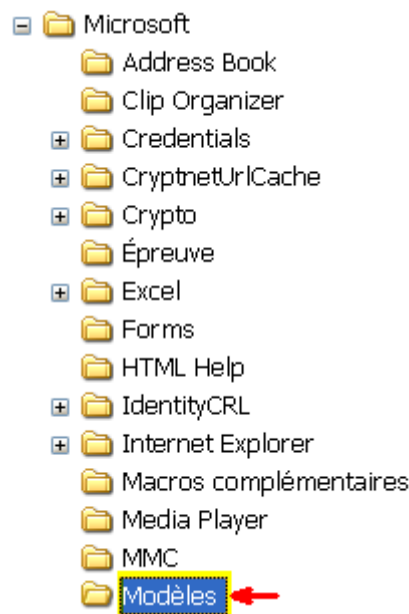 Microsoft
Address Book
Clip Organizer
Credentials
CryptnetUrlCache
Crypto
Épreuve
Excel
Forms
HTML Help
IdentityCRL
Internet Explorer
Macros complémentaires
Media Player
MMC
Modèles